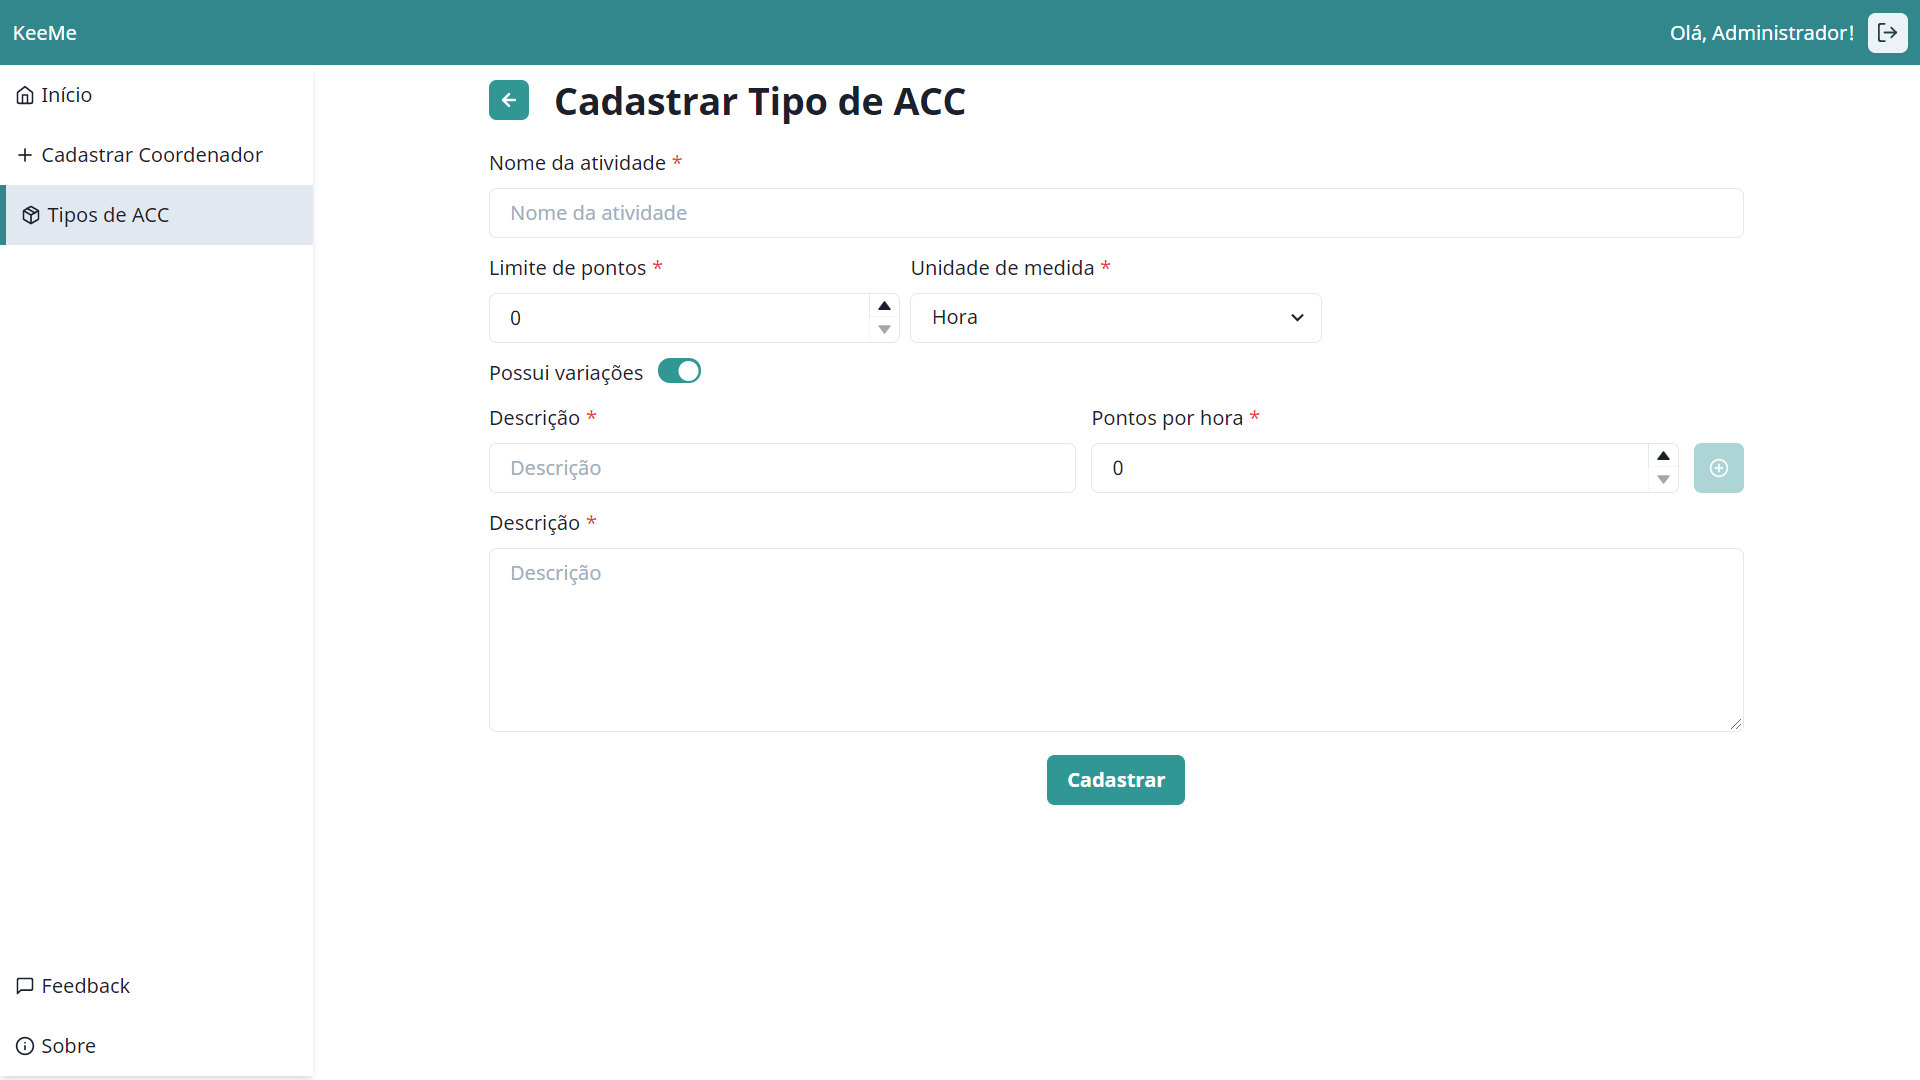 KeeMe
Olá, Administrador!
Início
Cadastrar Coordenador
Tipos de ACC
Cadastrar Tipo de ACC
Nome da atividade *
Nome da atividade
Limite de pontos *
Unidade de medida *
0
Hora
Possui variações
Descrição *
Pontos por hora *
Descrição
0
Descrição *
Descrição
Cadastrar
Feedback
Sobre